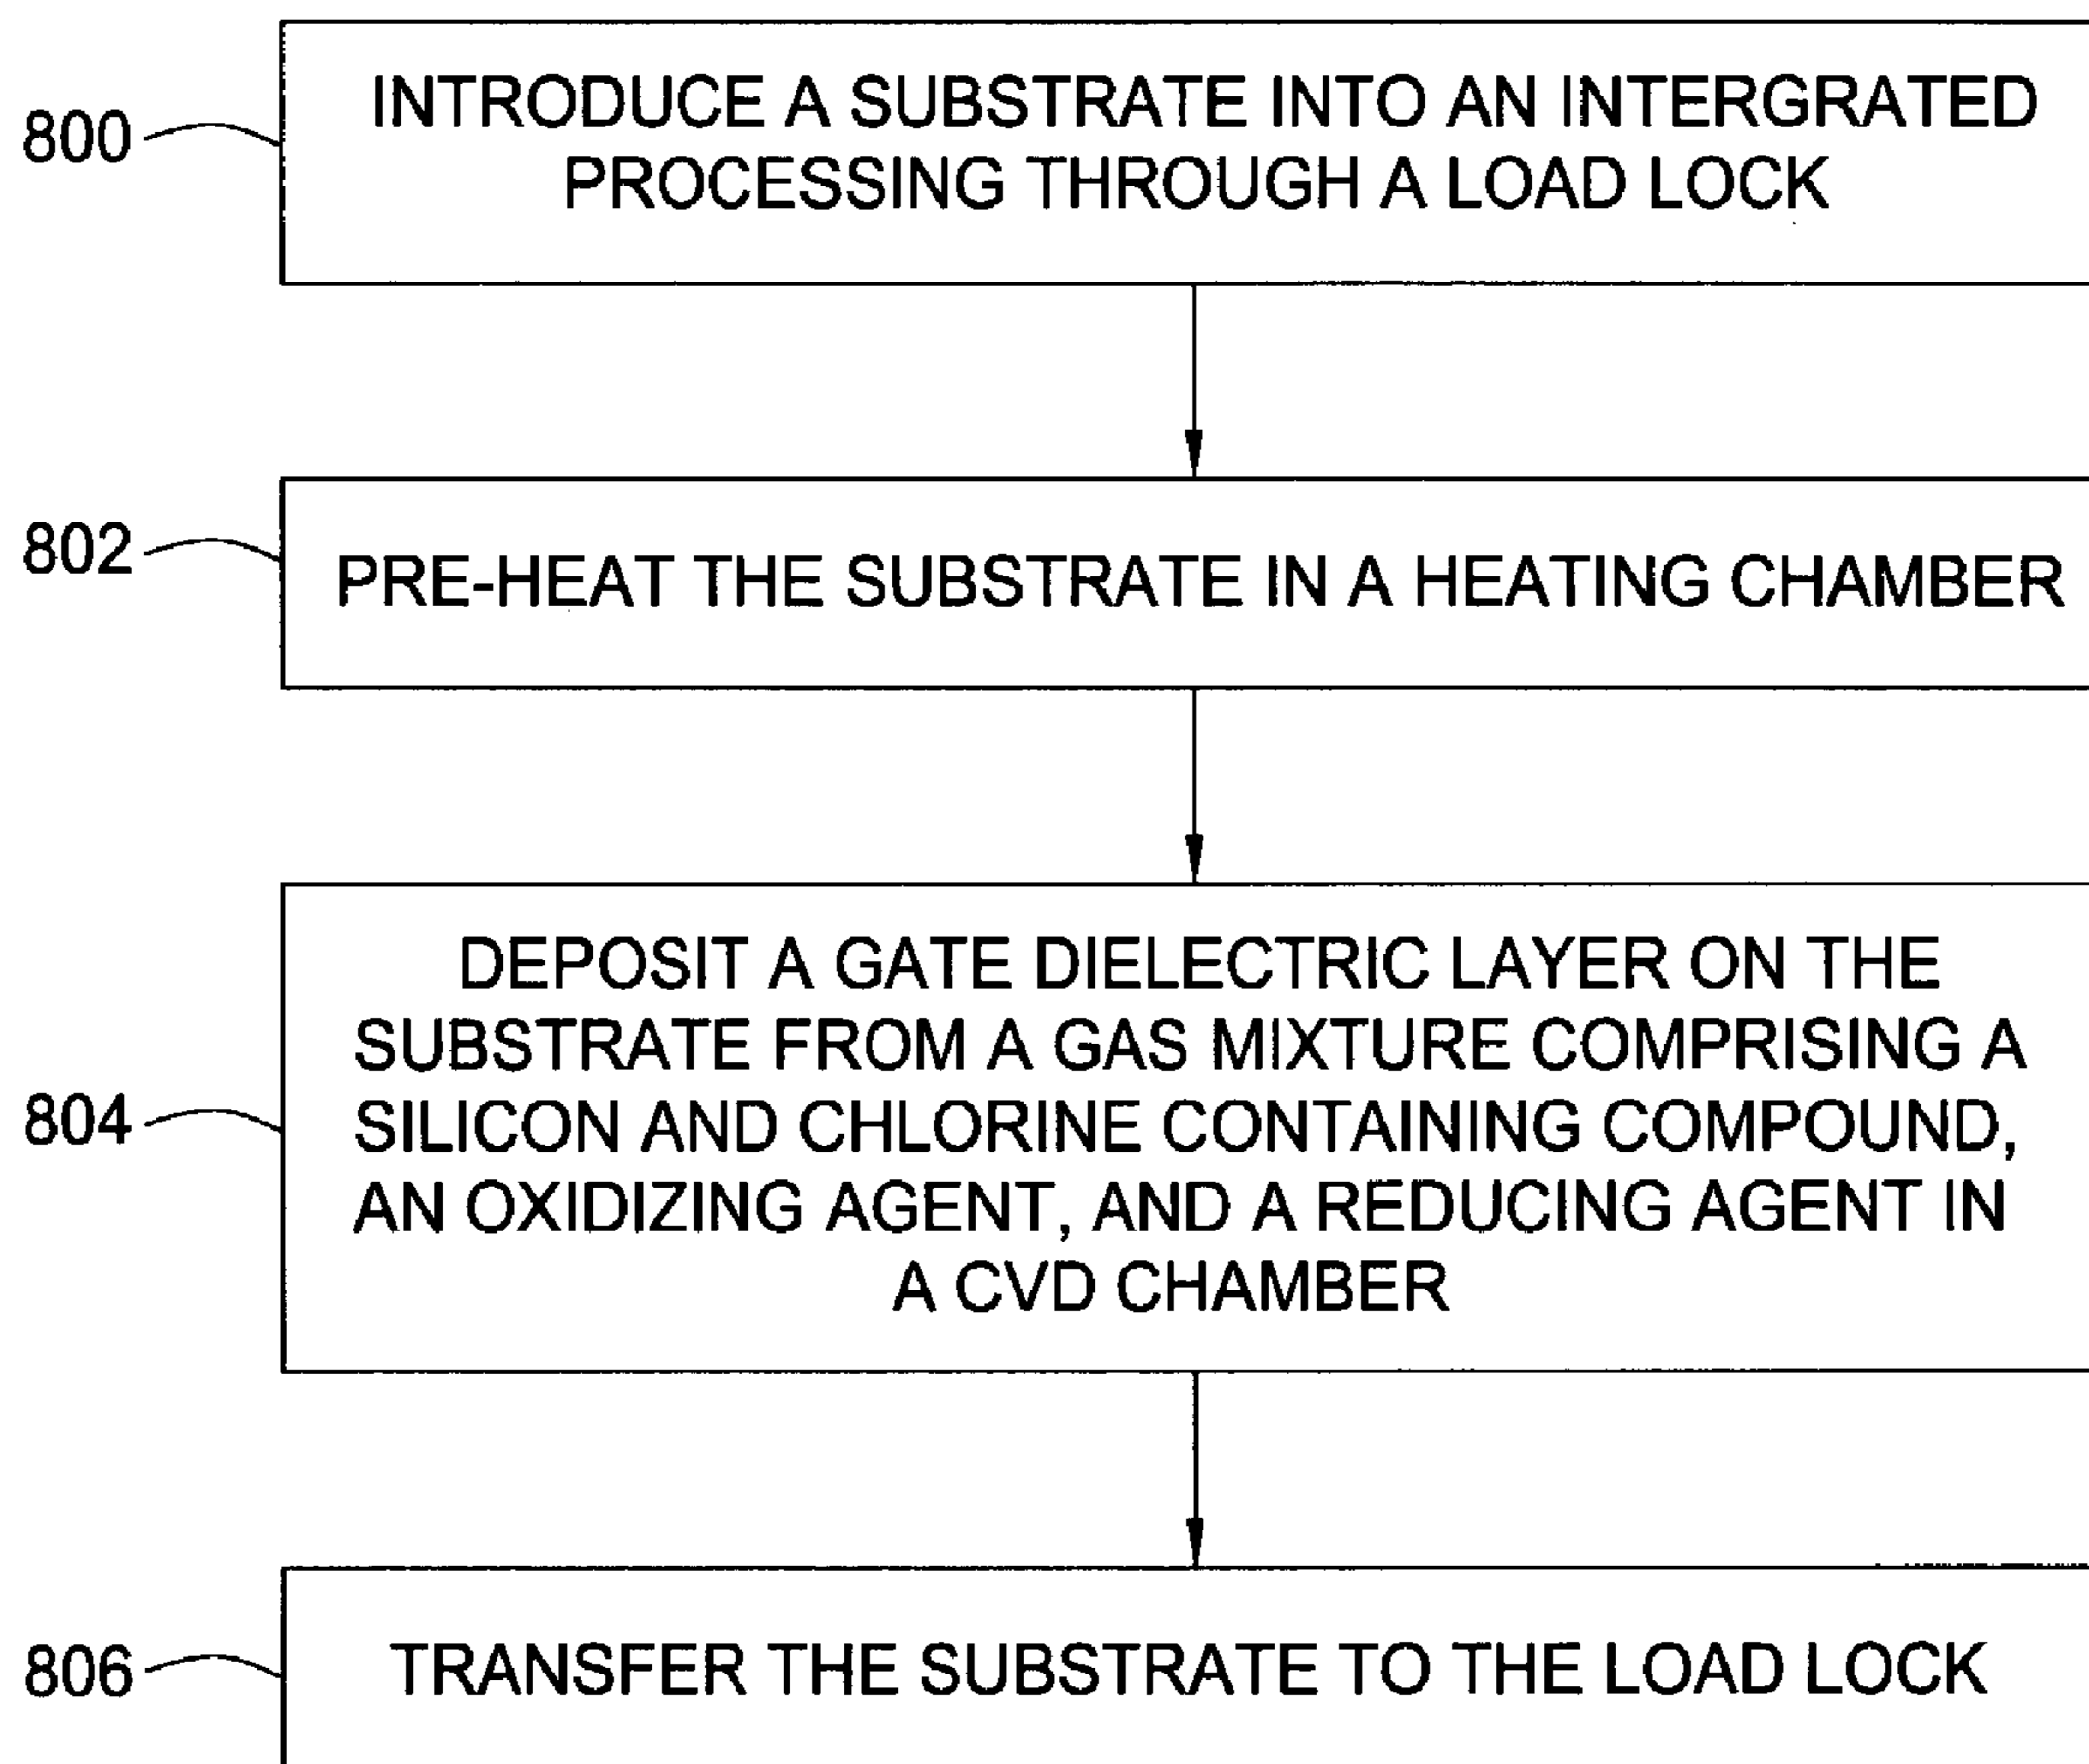 800
INTRODUCE A SUBSTRATE INTO AN INTERGRATED
PROCESSING THROUGH A LOAD LOCK
802
PRE-HEAT THE SUBSTRATE IN A HEATING CHAMBER
804
DEPOSIT A GATE DIELECTRIC LAYER ON THE
SUBSTRATE FROM A GAS MIXTURE COMPRISING A
SILICON AND CHLORINE CONTAINING COMPOUND,
AN OXIDIZING AGENT, AND A REDUCING AGENT IN
A CVD CHAMBER
806
TRANSFER THE SUBSTRATE TO THE LOAD LOCK